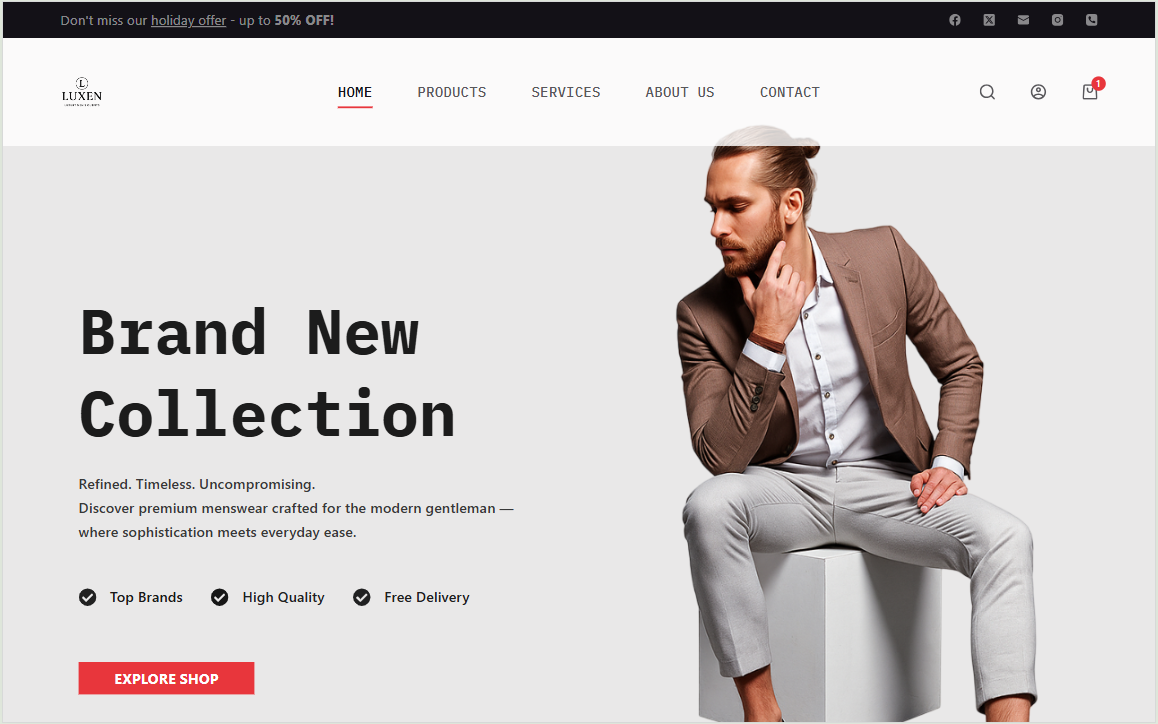 Don't miss our holiday offer - up to 50% OFF!
L
LUXEN
HOME PRODUCTS SERVICES ABOUT US CONTACT
1
Brand New
Collection
Refined. Timeless. Uncompromising.
Discover premium menswear crafted for the modern gentleman —
where sophistication meets everyday ease.
Top Brands High Quality Free Delivery
EXPLORE SHOP